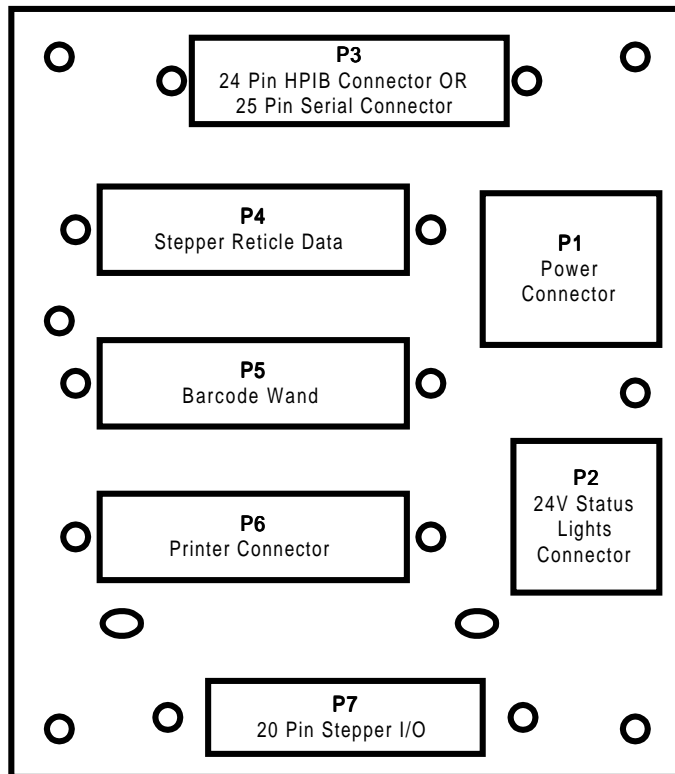 P3
24 Pin HPIB Connector OR
25 Pin Serial Connector
P4
Stepper Reticle Data
P1
Power
Connector
P5
Barcode Wand
P2
24V Status
Lights
Connector
P6
Printer Connector
P7
20 Pin Stepper I/O